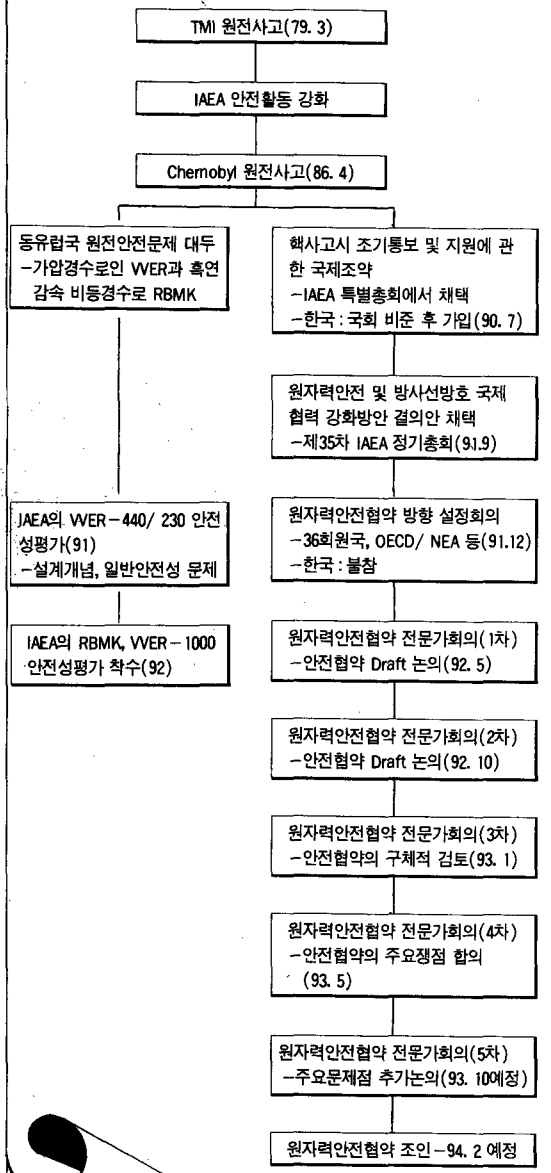 TMI 원전사고(79. 3)
IAEA 안전활동 강화
Chernobyl 원전사고(86. 4)
동유럽국 원전안전문제 대두
-가압경수로인 VVER과 흑연
감속 비등경수로 RBMK
IAEA의 VVER-440/ 230 안전
성평가(91)
-설계개념, 일반안전성 문제
IAEA의 RBMK, VVER-1000
안전성평가 착수(92)
핵사고시 조기통보 및 지원에 관
한 국제조약
-IAEA 특별총회에서 채택
-한국 : 국회 비준 후 가입(90. 7)
원자력안전 및 방사선방호 국제
협력 강화방안 결의안 채택
-제35차 IAEA 정기총회(91.9)
원자력안전협약 방향 설정회의
-36회원국, OECD/ NEA 등(91.12)
-한국 : 불참
원자력안전협약 전문가회의(1차)
-안전협약 Draft 논의(92. 5)
원자력안전협약 전문가회의(2차)
-안전협약 Draft 논의(92. 10)
원자력안전협약 전문가회의(3차)
-안전협약의 구체적 검토(93. 1)
원자력안전협약 전문가회의(4차)
-안전협약의 주요쟁점 합의
(93. 5)
원자력안전협약 전문가회의(5차)
-주요문제점 추가논의(93. 10예정)
원자력안전협약 조인-94. 2 예정